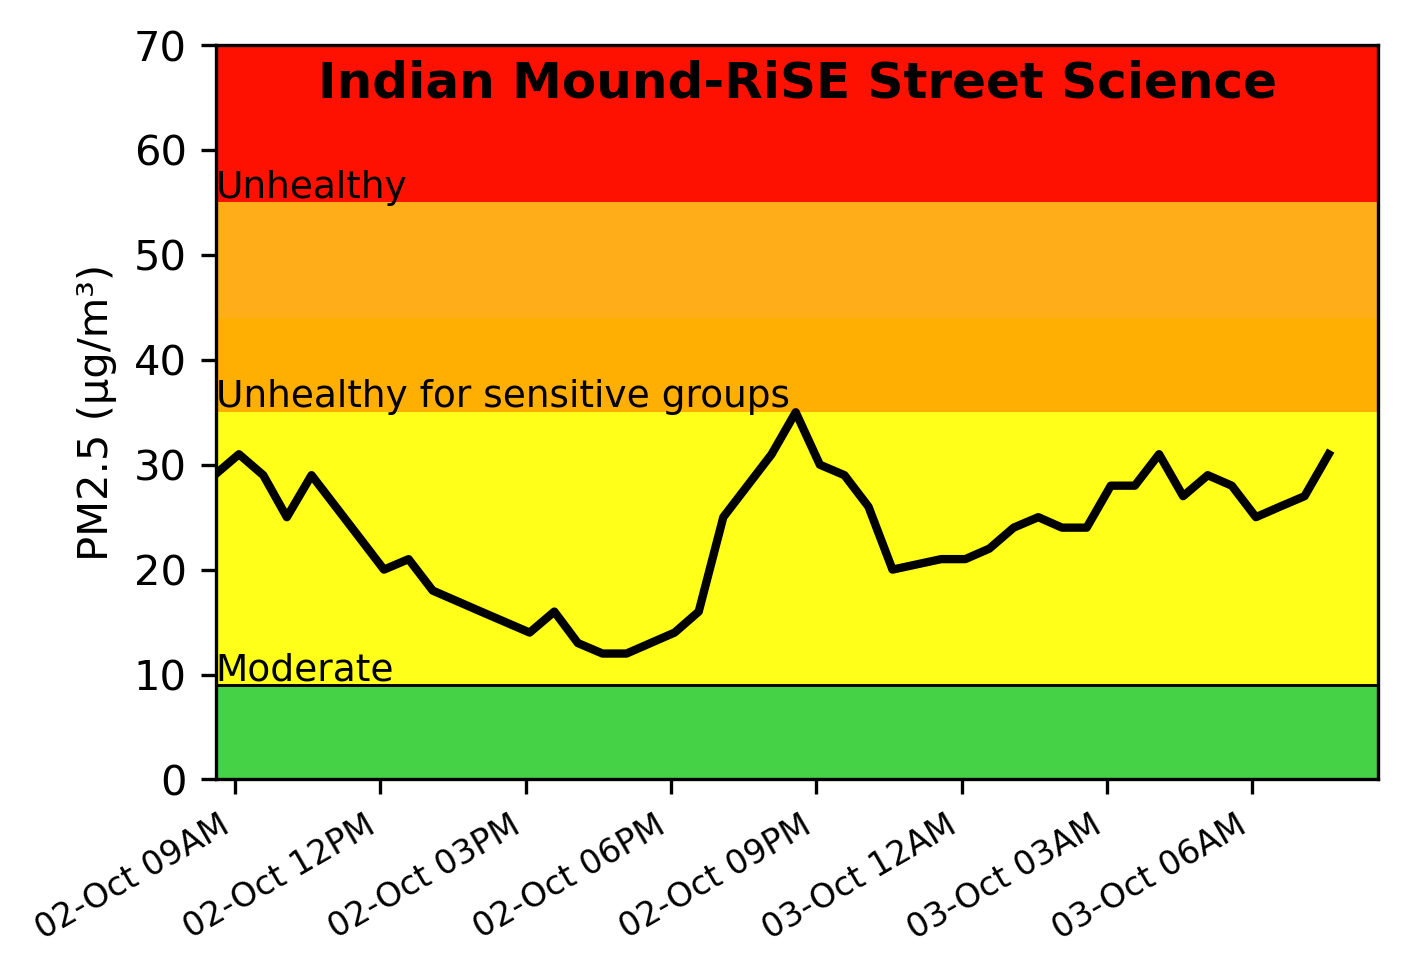 Indian Mound-RiSE Street Science
70
60
Unhealthy
50
40
Unhealthy for sensitive groups
30
20
10
Moderate
0
PM2.5 (µg/m³)
02-Oct 09AM
02-Oct 12PM
02-Oct 03PM
02-Oct 06PM
02-Oct 09PM
03-Oct 12AM
03-Oct 03AM
03-Oct 06AM